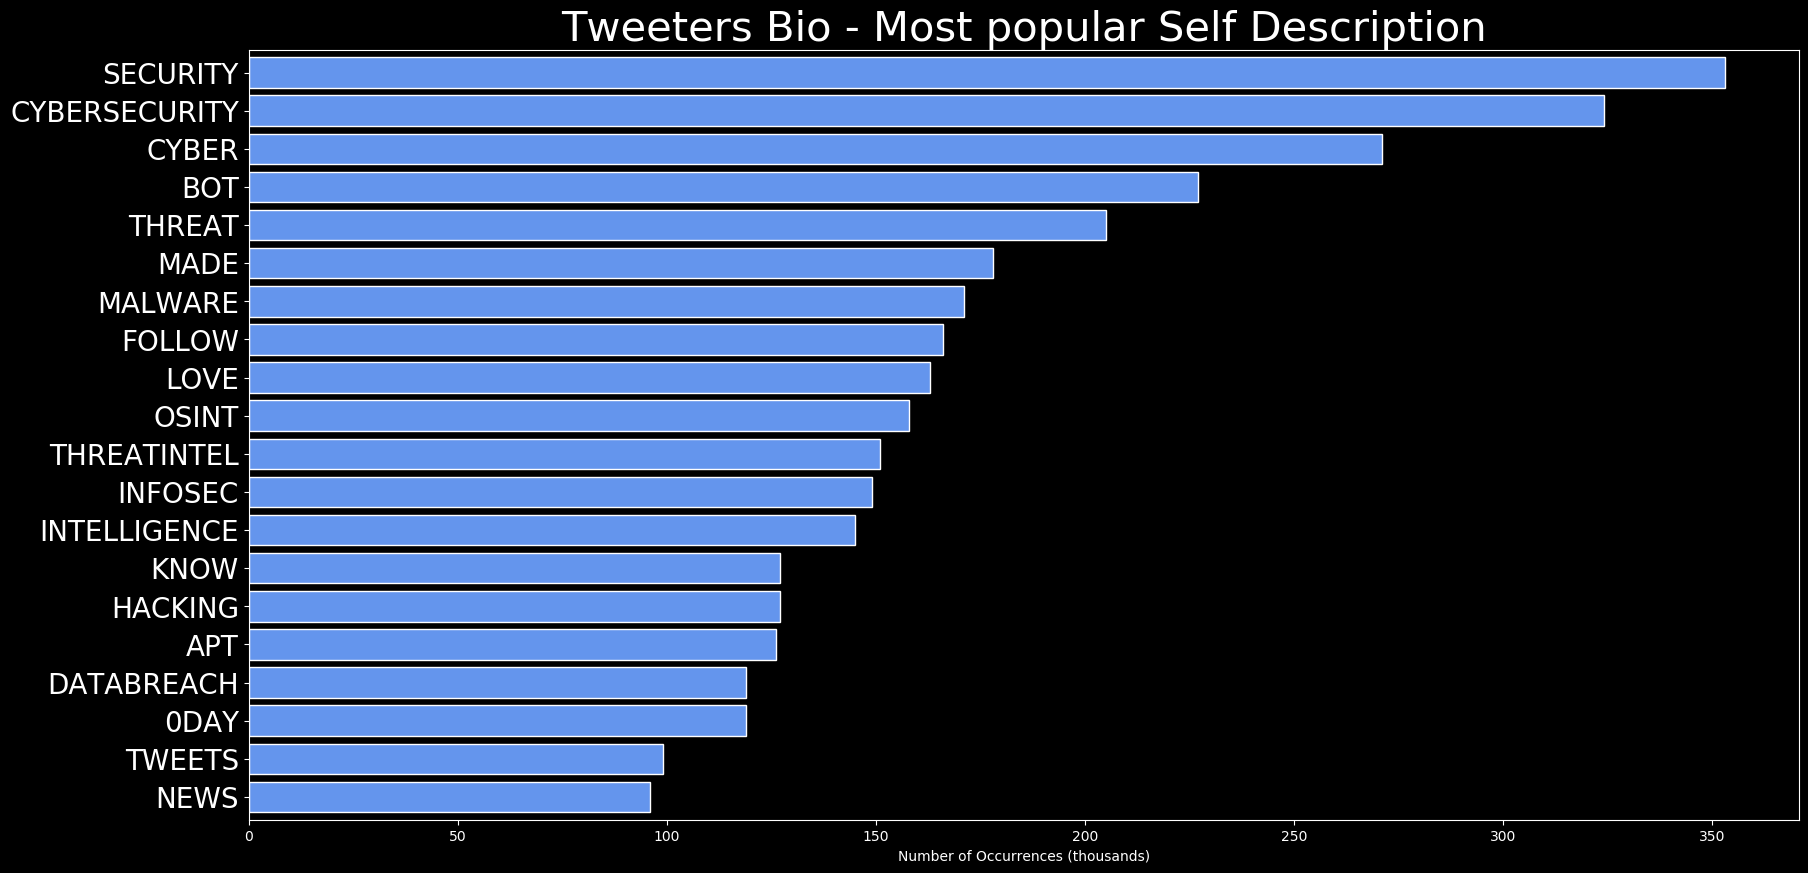 Tweeters Bio - Most popular Self Description
SECURITY
CYBERSECURITY
CYBER
BOT
THREAT
MADE
MALWARE
FOLLOW
LOVE
OSINT
THREATINTEL
INFOSEC
INTELLIGENCE
KNOW
HACKING
APT
DATABREACH
0DAY
TWEETS
NEWS
0 50 100 150 200 250 300 350
Number of Occurrences (thousands)